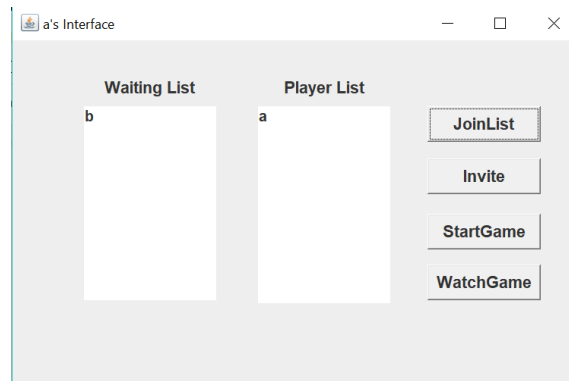 a's Interface
Waiting List
Player List
b
a
JoinList
Invite
StartGame
WatchGame